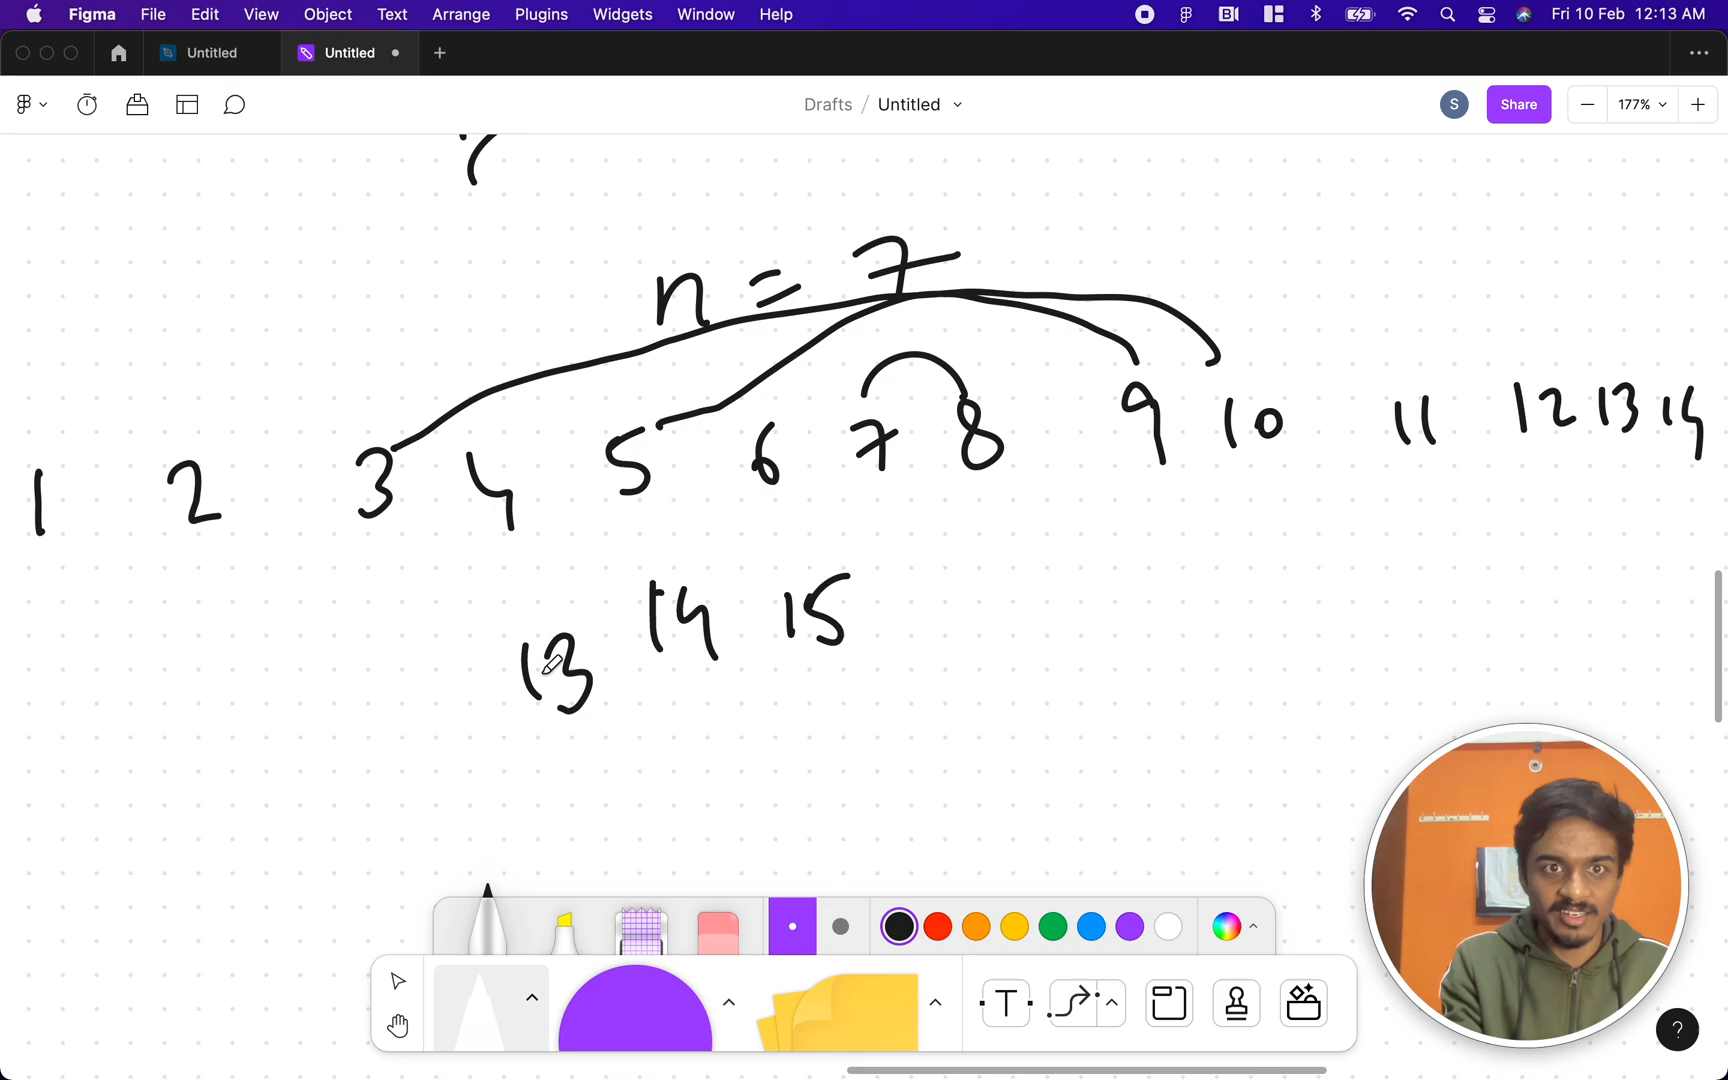 Figma File Edit View Object Text Arrange Plugins Widgets Window Help Fri 10 Feb 12:13 AM
Untitled Untitled
Drafts / Untitled S Share 177%
n = 7
1 2 3 4 5 6 7 8 9 10 11 12 13 14
13 14 15
T
?